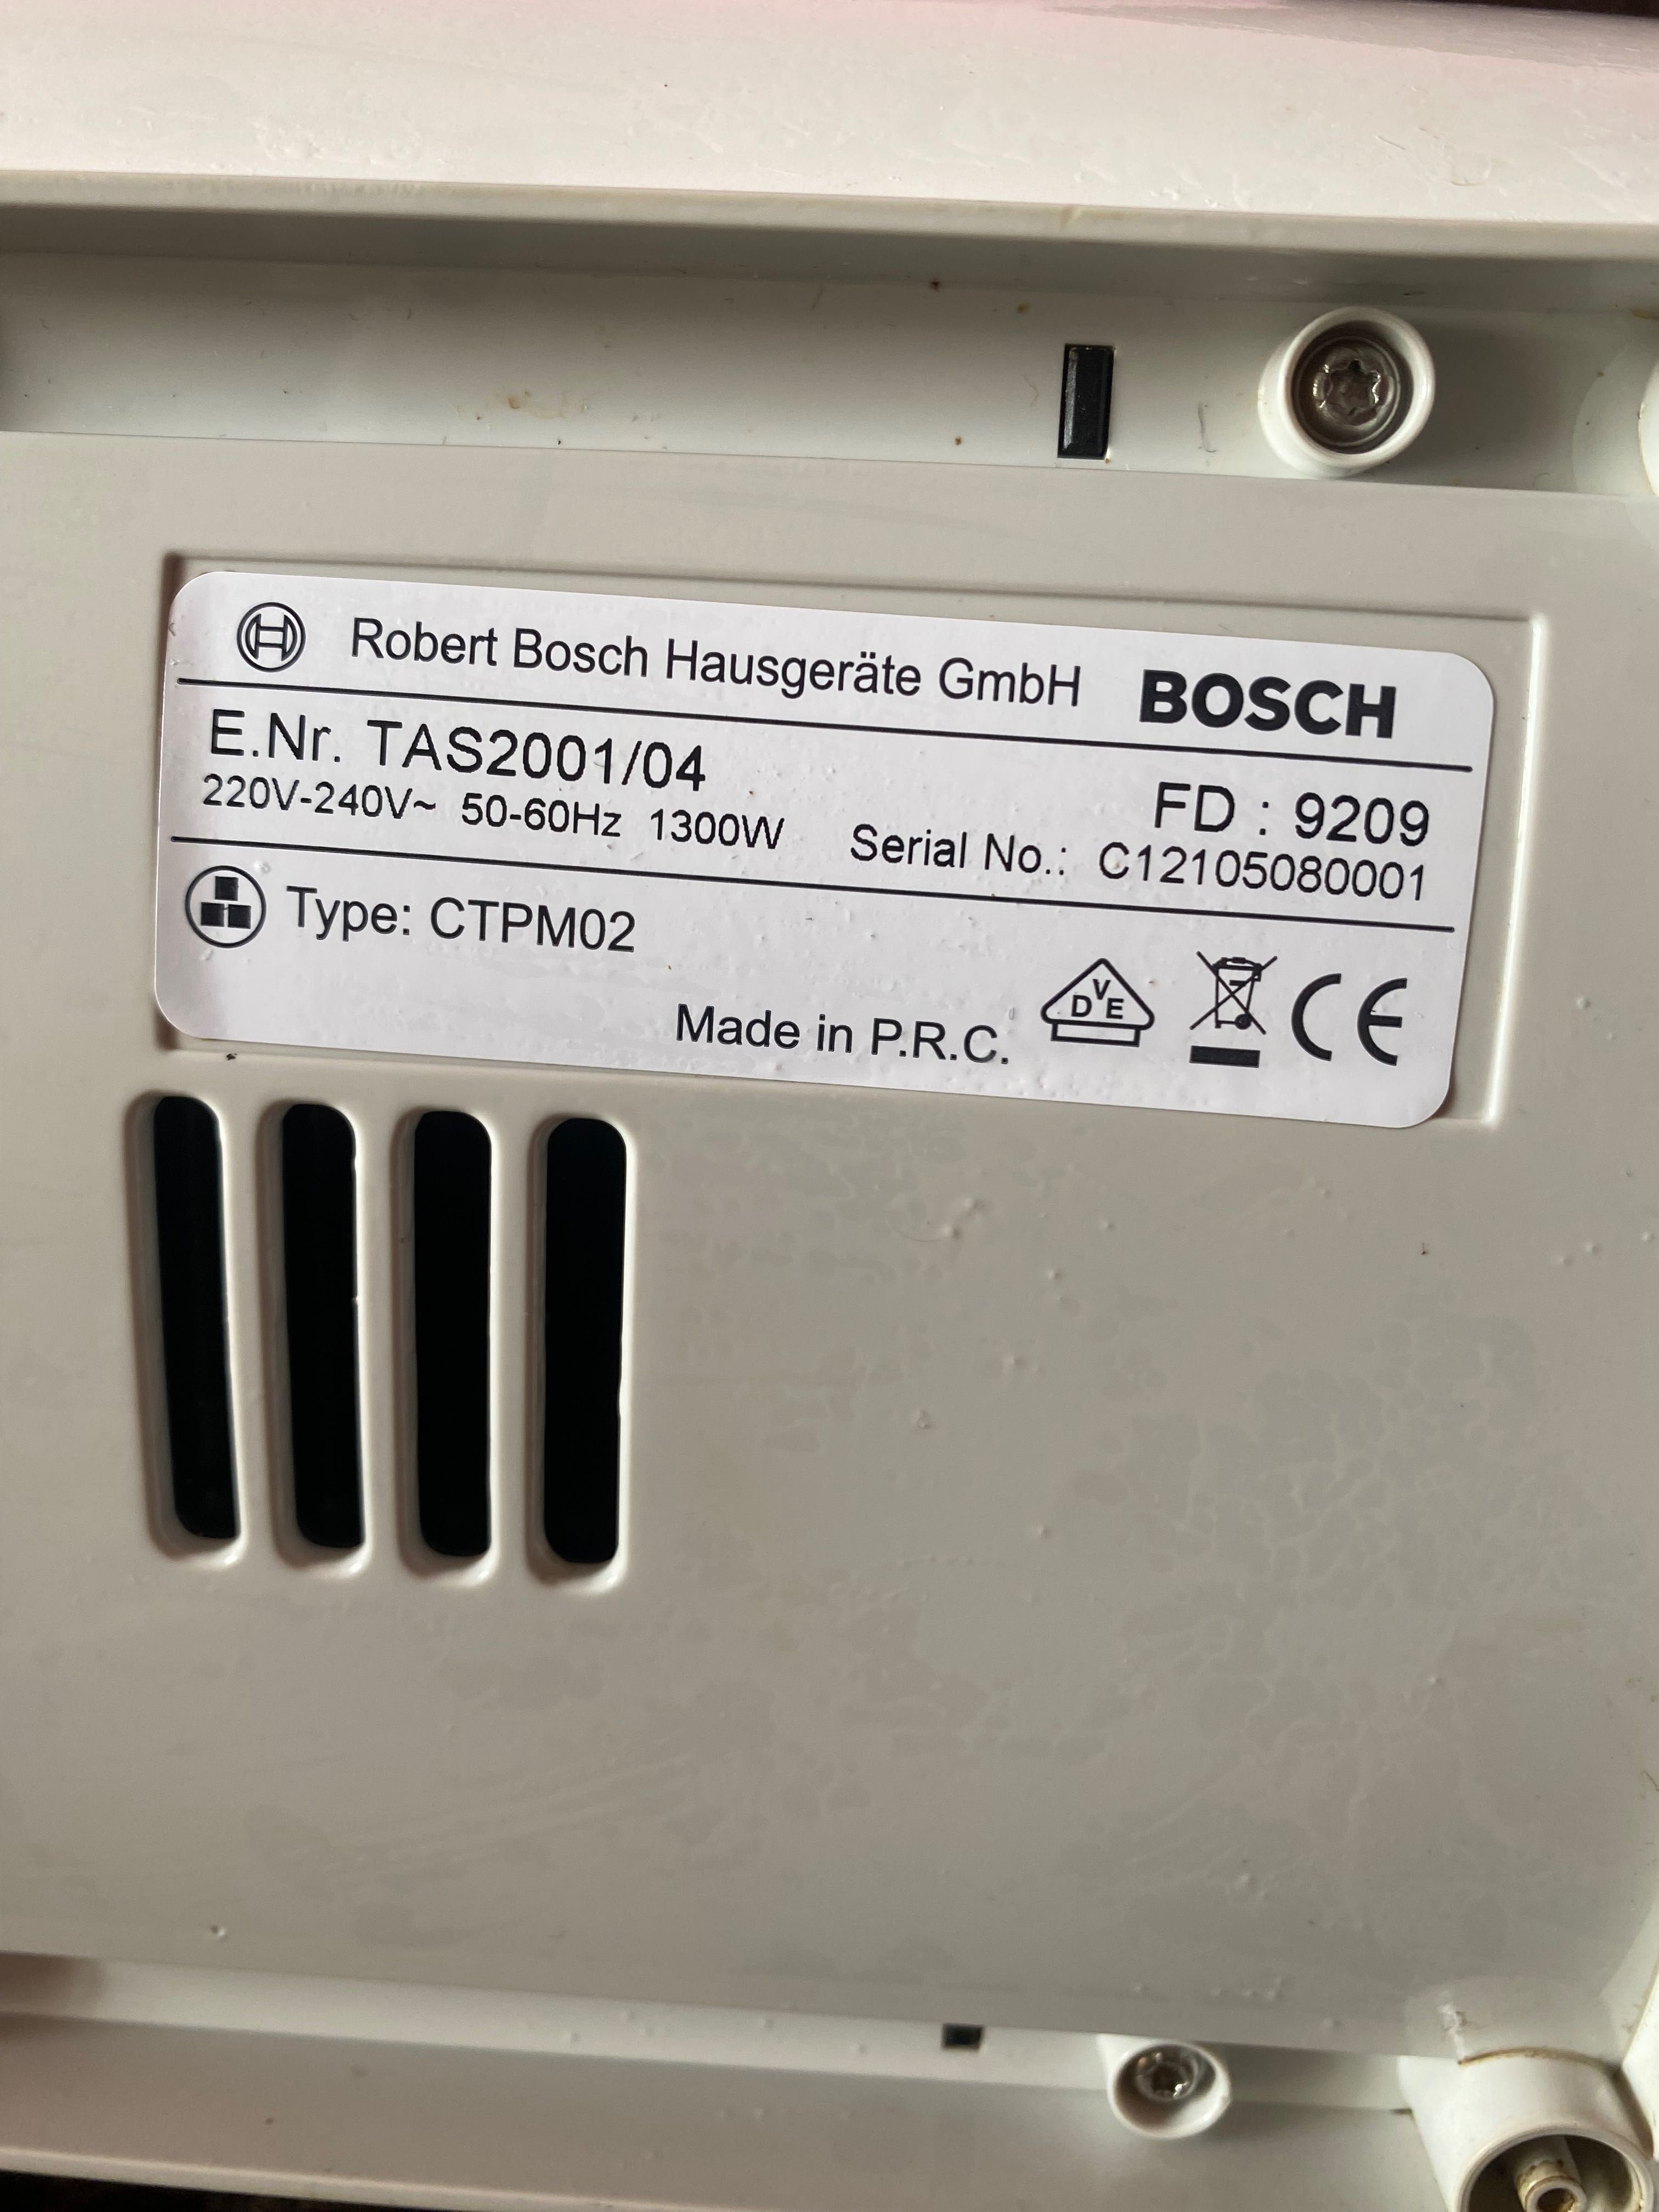 Robert Bosch Hausgeräte GmbH BOSCH
E.Nr. TAS2001/04 FD : 9209
220V-240V~ 50-60Hz 1300W Serial No.: C12105080001
Type: CTPM02
Made in P.R.C. DVE CE